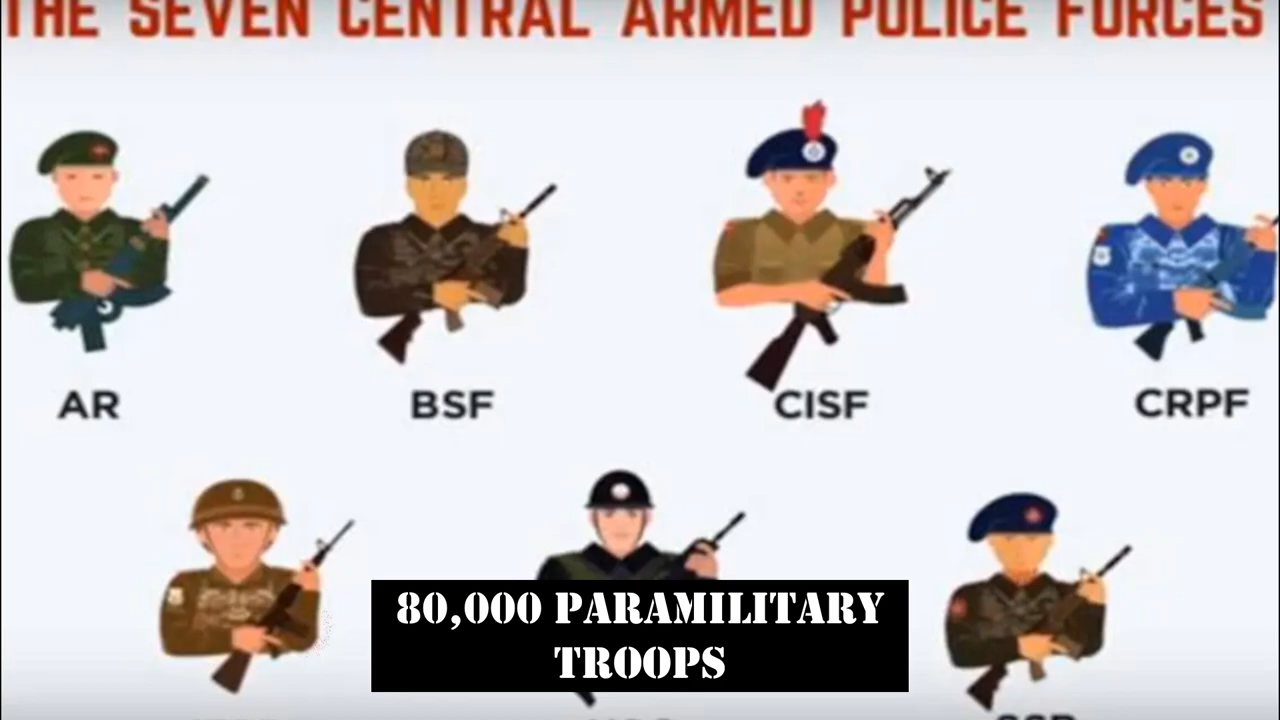 THE SEVEN CENTRAL ARMED POLICE FORCES
AR
BSF
CISF
CRPF
80,000 PARAMILITARY
TROOPS